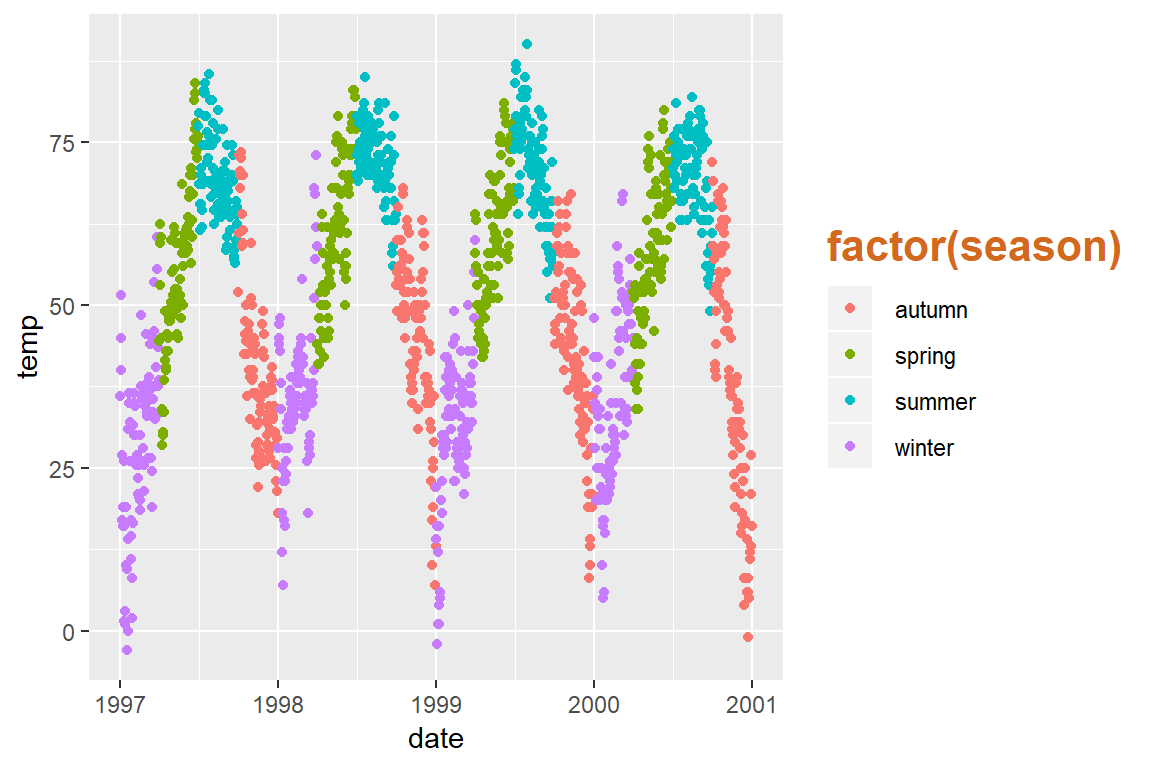 75
50
25
0
temp
1997 1998 1999 2000 2001
date
factor(season)
autumn
spring
summer
winter